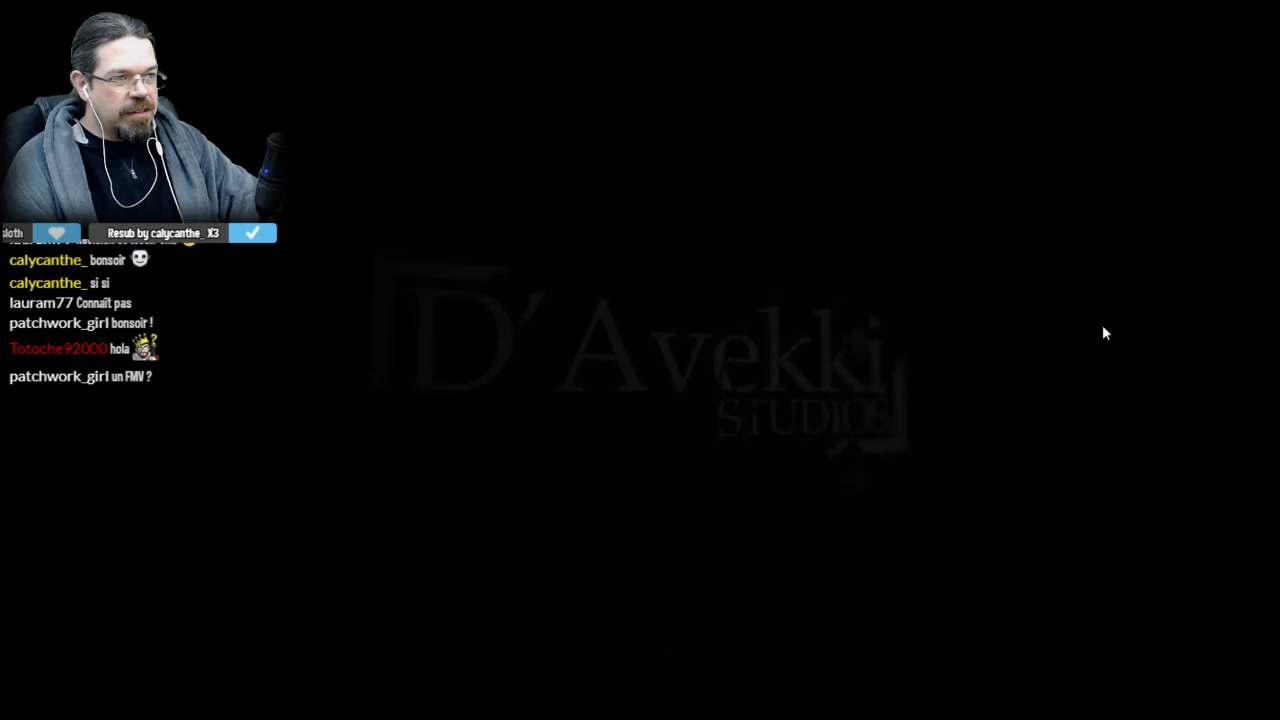 sloth
Resub by calycanthe_ X3
calycanthe_ bonsoir
calycanthe_ si si
lauram77 Connaît pas
patchwork_girl bonsoir !
Totoche92000 hola
patchwork_girl un FMV ?
D'Avekki
STUDIOS